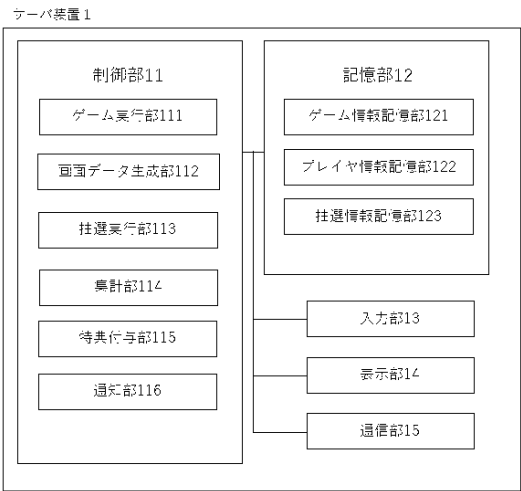 サーバ装置1
制御部11
ゲーム実行部111
画面データ生成部112
抽選実行部113
集計部114
特典付与部115
通知部116
記憶部12
ゲーム情報記憶部121
プレイヤ情報記憶部122
抽選情報記憶部123
入力部13
表示部14
通信部15